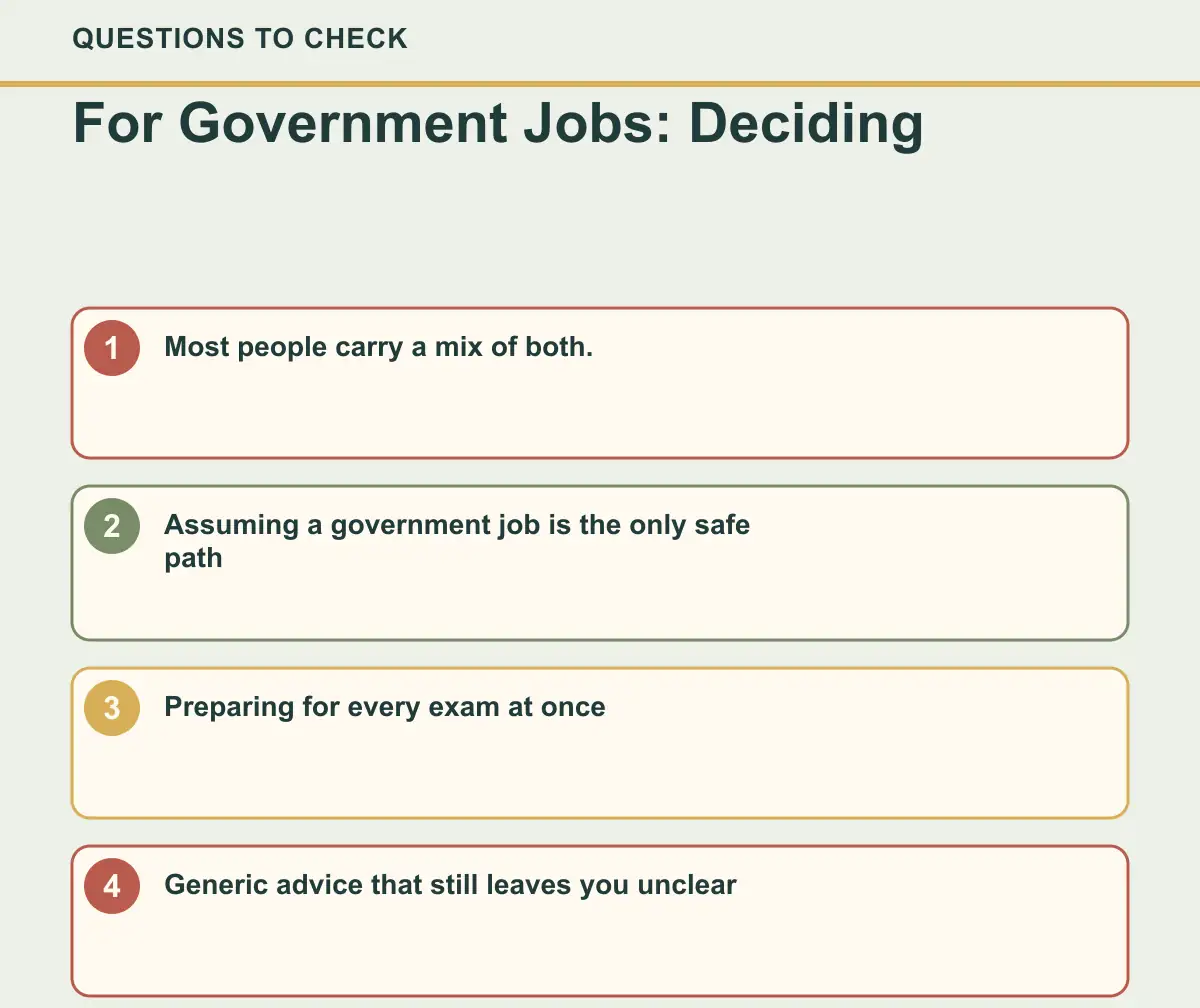 QUESTIONS TO CHECK
For Government Jobs: Deciding
1
Most people carry a mix of both.
2
Assuming a government job is the only safe
path
3
Preparing for every exam at once
4
Generic advice that still leaves you unclear